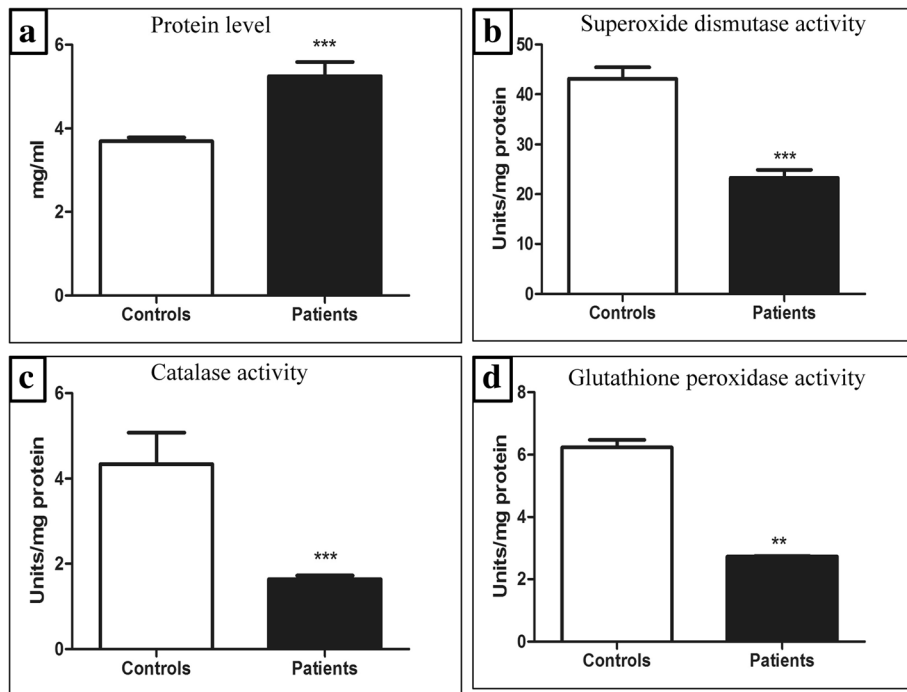 a
Protein level
6
4
2
0
mg/ml
***
Controls Patients
b
Superoxide dismutase activity
50
40
30
20
10
0
Units/mg protein
***
Controls Patients
c
Catalase activity
6
4
2
0
Units/mg protein
***
Controls Patients
d
Glutathione peroxidase activity
8
6
4
2
0
Units/mg protein
**
Controls Patients